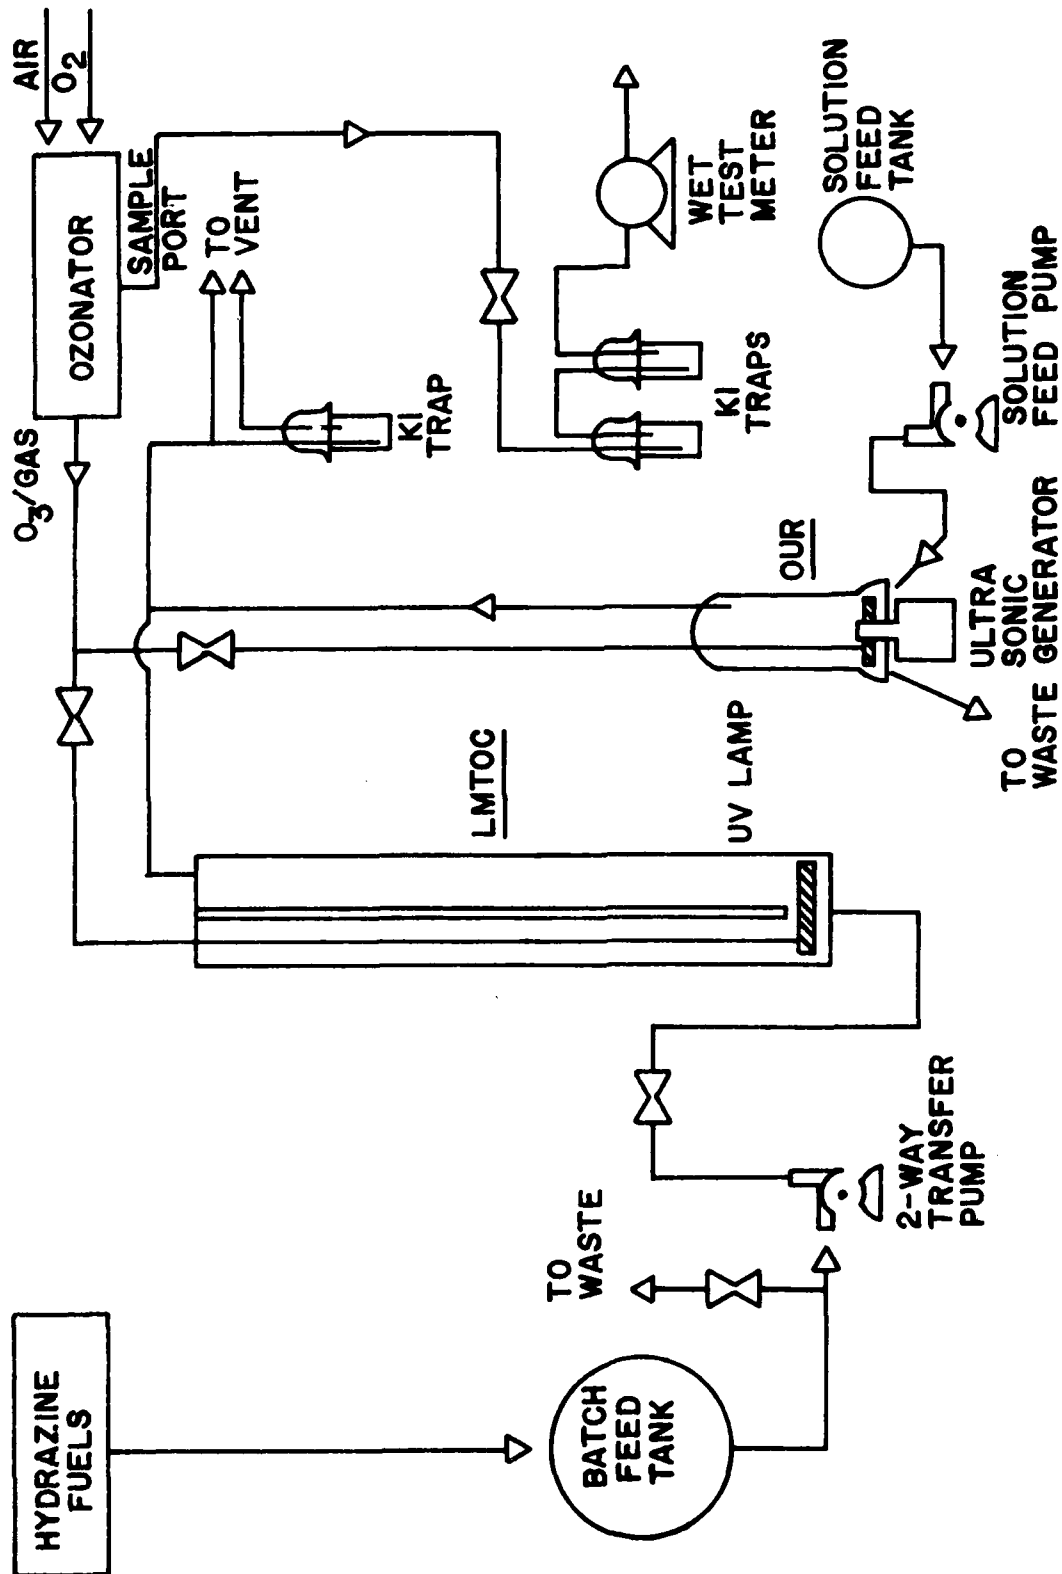 HYDRAZINE
FUELS
BATCH
FEED
TANK
TO
WASTE
2-WAY
TRANSFER
PUMP
LMTOC
UV LAMP
O3/GAS
OZONATOR
AIR
O2
SAMPLE
PORT
TO
VENT
KI
TRAP
KI
TRAPS
WET
TEST
METER
OUR
ULTRA
SONIC
GENERATOR
TO
WASTE
SOLUTION
FEED PUMP
SOLUTION
FEED
TANK